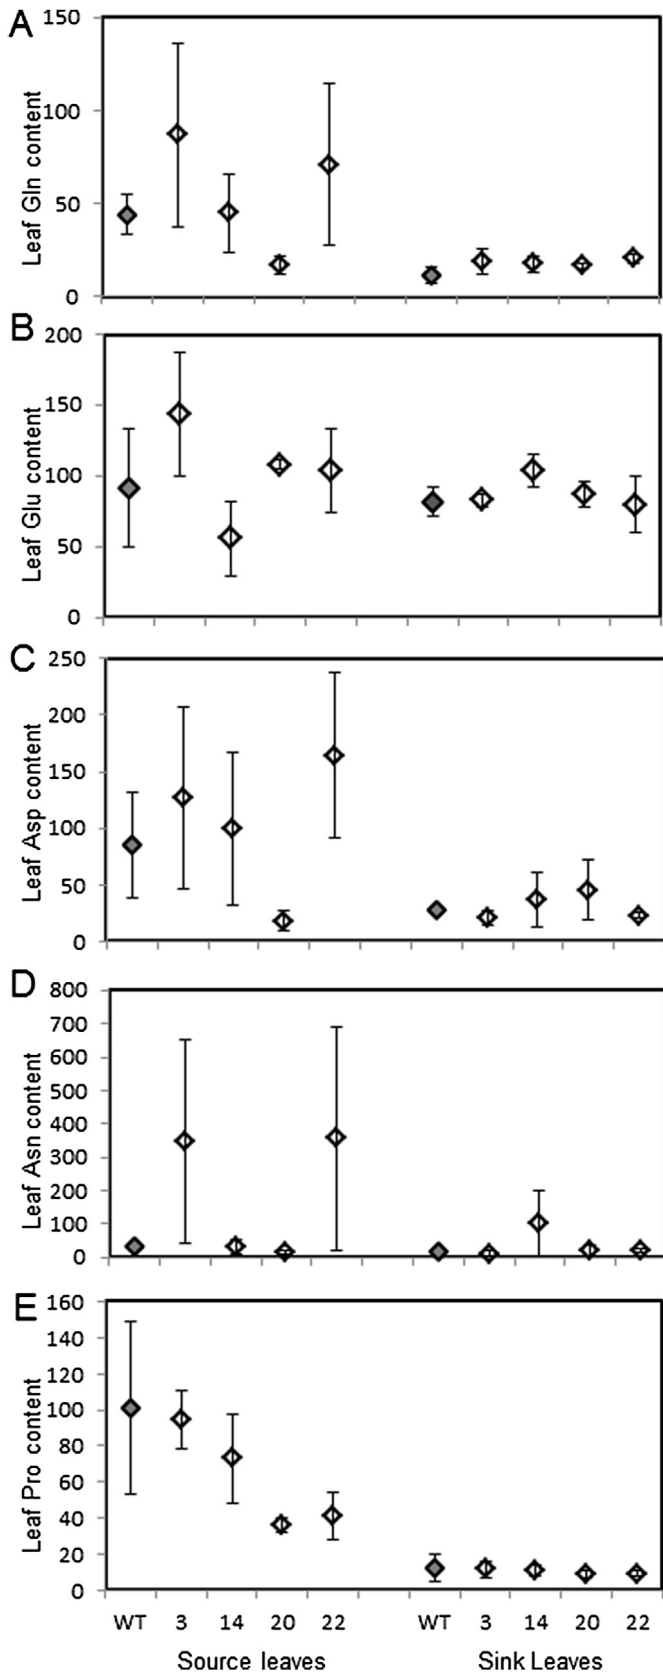 A
150
100
50
0
Leaf Gln content
B
200
150
100
50
0
Leaf Glu content
C
250
200
150
100
50
0
Leaf Asp content
D
800
700
600
500
400
300
200
100
0
Leaf Asn content
E
160
140
120
100
80
60
40
20
0
Leaf Pro content
WT 3 14 20 22 WT 3 14 20 22
Source leaves Sink Leaves